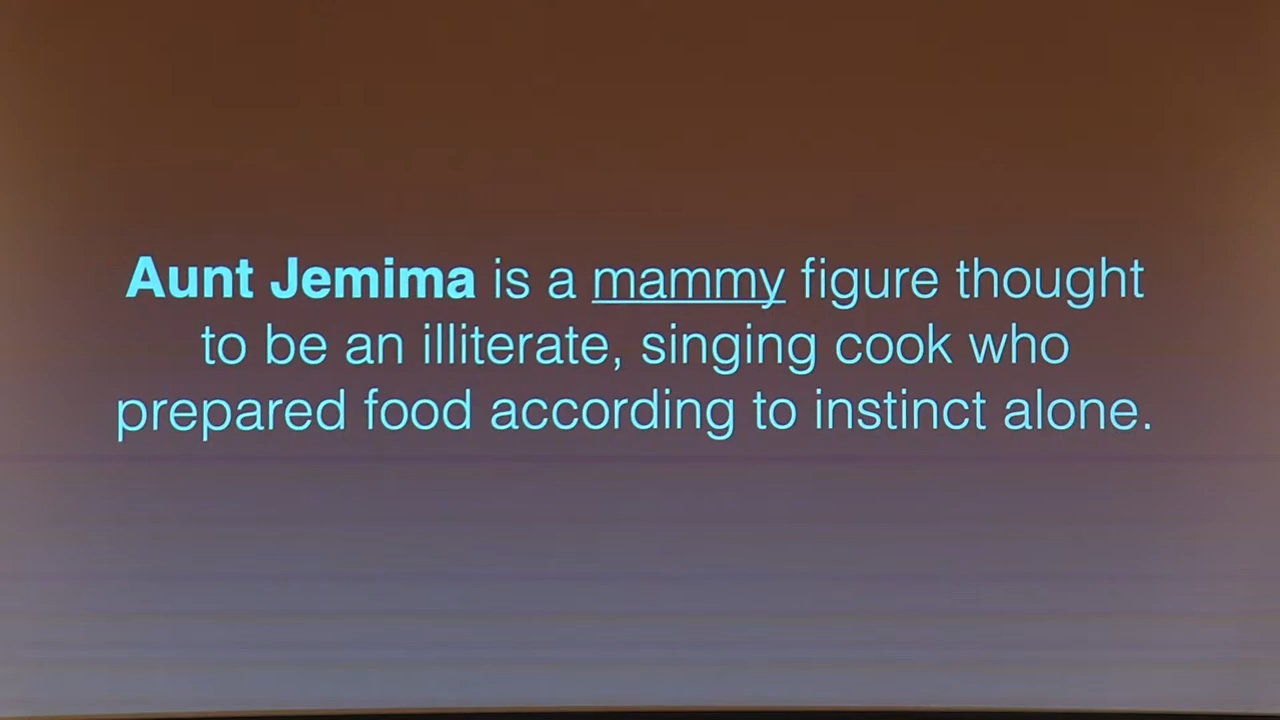 Aunt Jemima is a mammy figure thought
to be an illiterate, singing cook who
prepared food according to instinct alone.